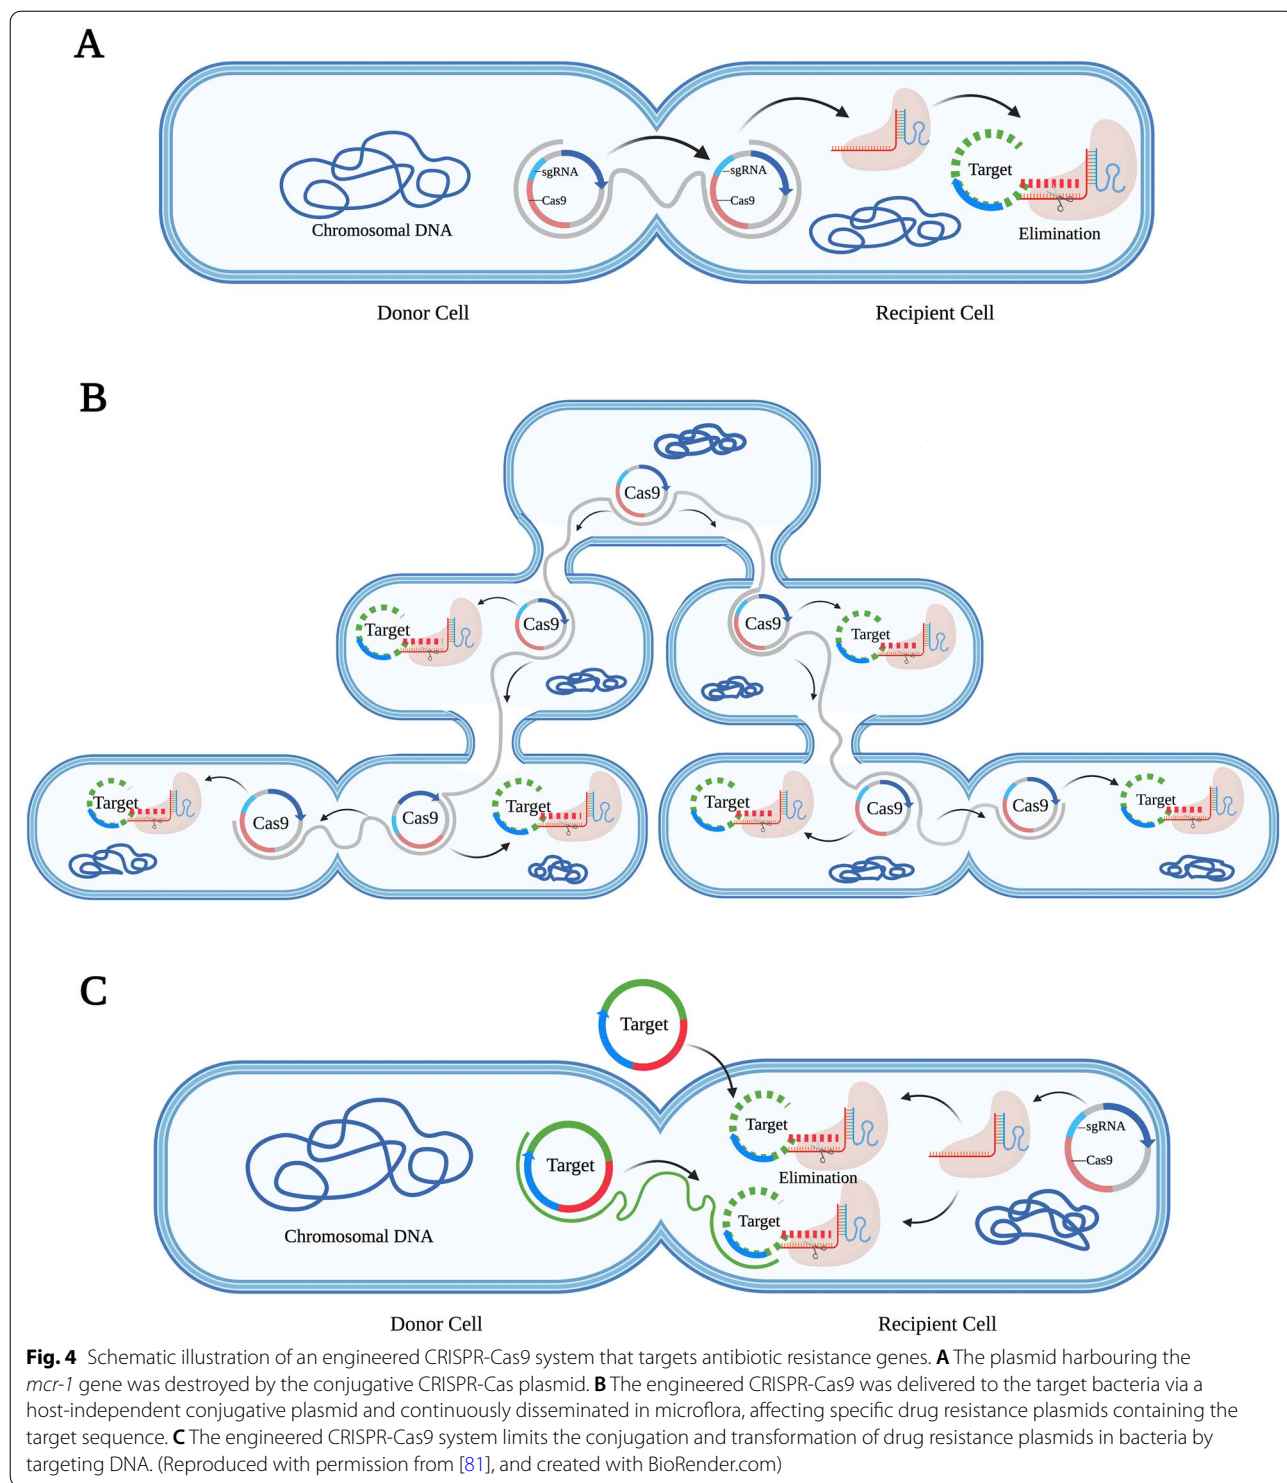 A
sgRNA
Cas9
Chromosomal DNA
sgRNA
Cas9
Target
Elimination
Donor Cell
Recipient Cell
B
Cas9
Target
Cas9
Cas9
Target
Target
Cas9
Cas9
Target
Target
Cas9
Cas9
Target
C
Target
Target
Chromosomal DNA
Target
Elimination
Target
sgRNA
Cas9
Donor Cell
Recipient Cell
Fig. 4 Schematic illustration of an engineered CRISPR-Cas9 system that targets antibiotic resistance genes. A The plasmid harbouring the
mcr-1 gene was destroyed by the conjugative CRISPR-Cas plasmid. B The engineered CRISPR-Cas9 was delivered to the target bacteria via a
host-independent conjugative plasmid and continuously disseminated in microflora, affecting specific drug resistance plasmids containing the
target sequence. C The engineered CRISPR-Cas9 system limits the conjugation and transformation of drug resistance plasmids in bacteria by
targeting DNA. (Reproduced with permission from [81], and created with BioRender.com)